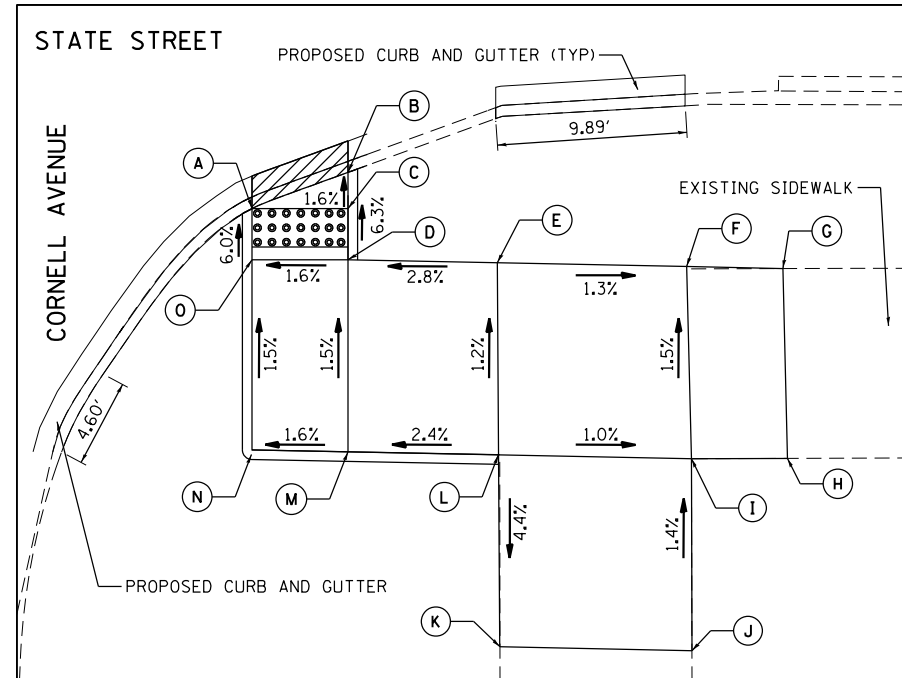 STATE STREET
PROPOSED CURB AND GUTTER (TYP)
B
9.89'
CORNELL AVENUE
A
C
EXISTING SIDEWALK
1.6%
6.3%
6.0%
D
E
F
G
O
1.6%
2.8%
1.3%
1.5%
1.5%
1.2%
1.5%
4.60'
1.6%
2.4%
1.0%
N
M
L
I
H
4.4%
1.4%
PROPOSED CURB AND GUTTER
K
J